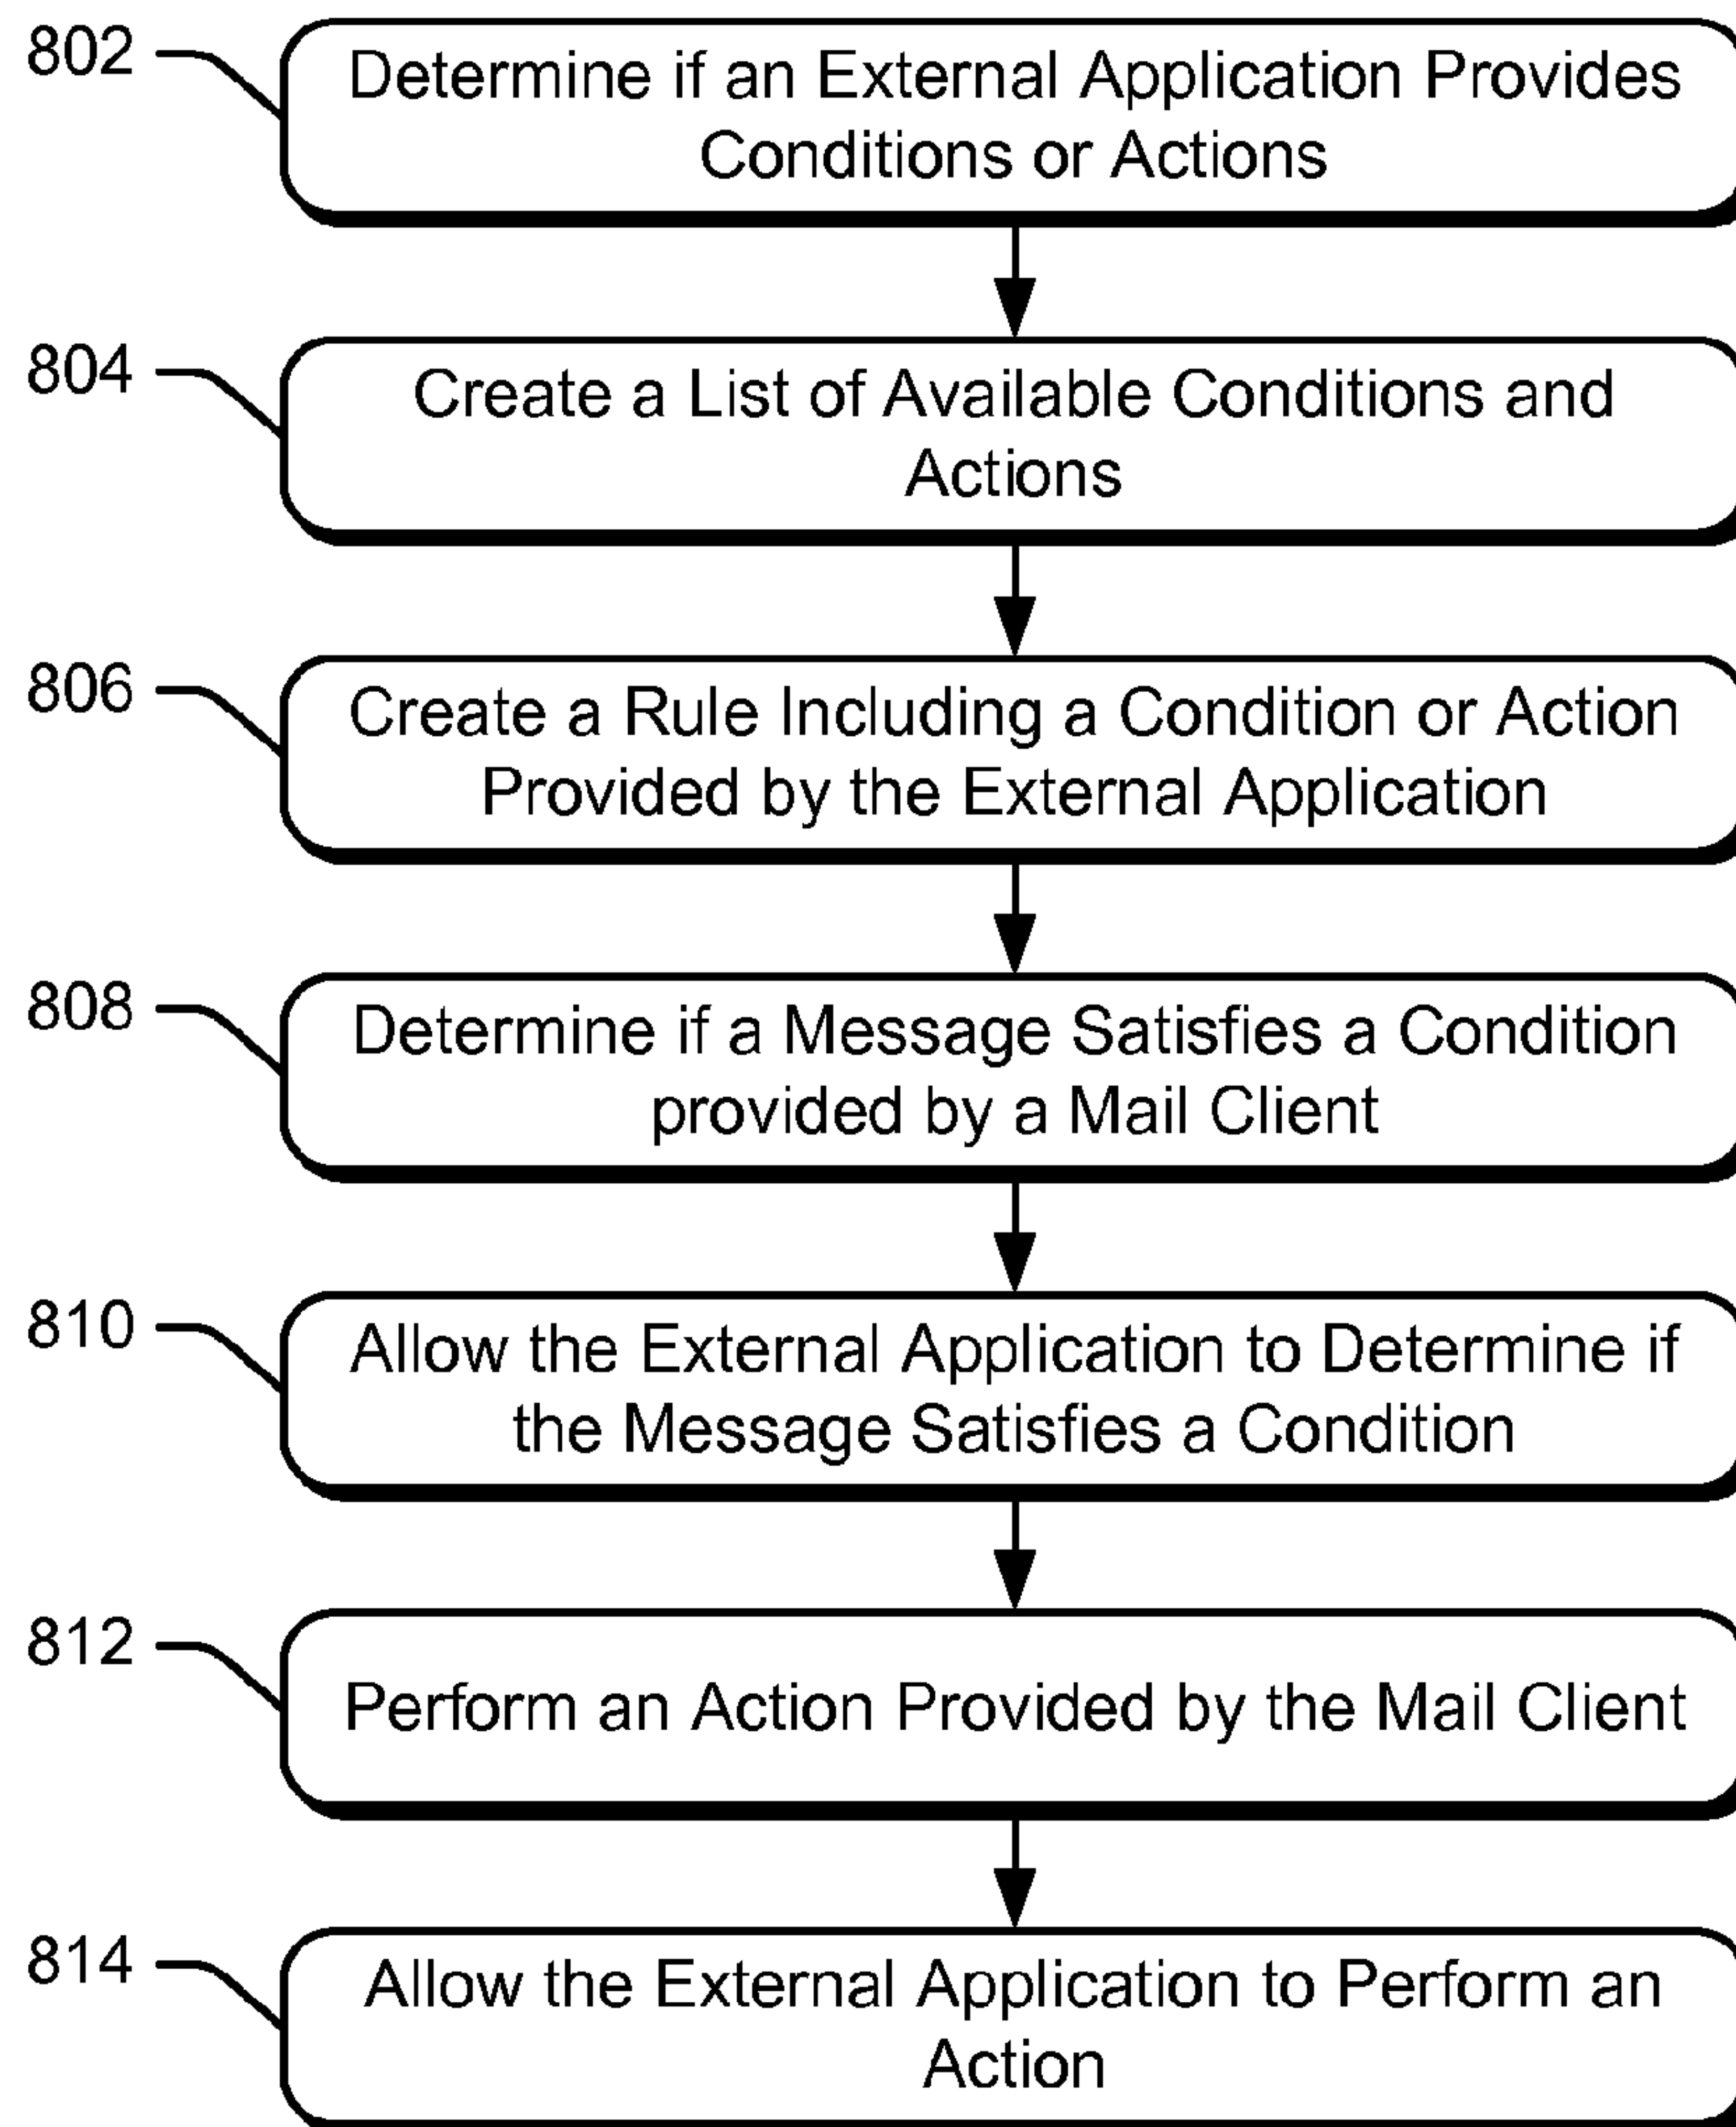 802
Determine if an External Application Provides
Conditions or Actions
804
Create a List of Available Conditions and
Actions
806
Create a Rule Including a Condition or Action
Provided by the External Application
808
Determine if a Message Satisfies a Condition
provided by a Mail Client
810
Allow the External Application to Determine if
the Message Satisfies a Condition
812
Perform an Action Provided by the Mail Client
814
Allow the External Application to Perform an
Action